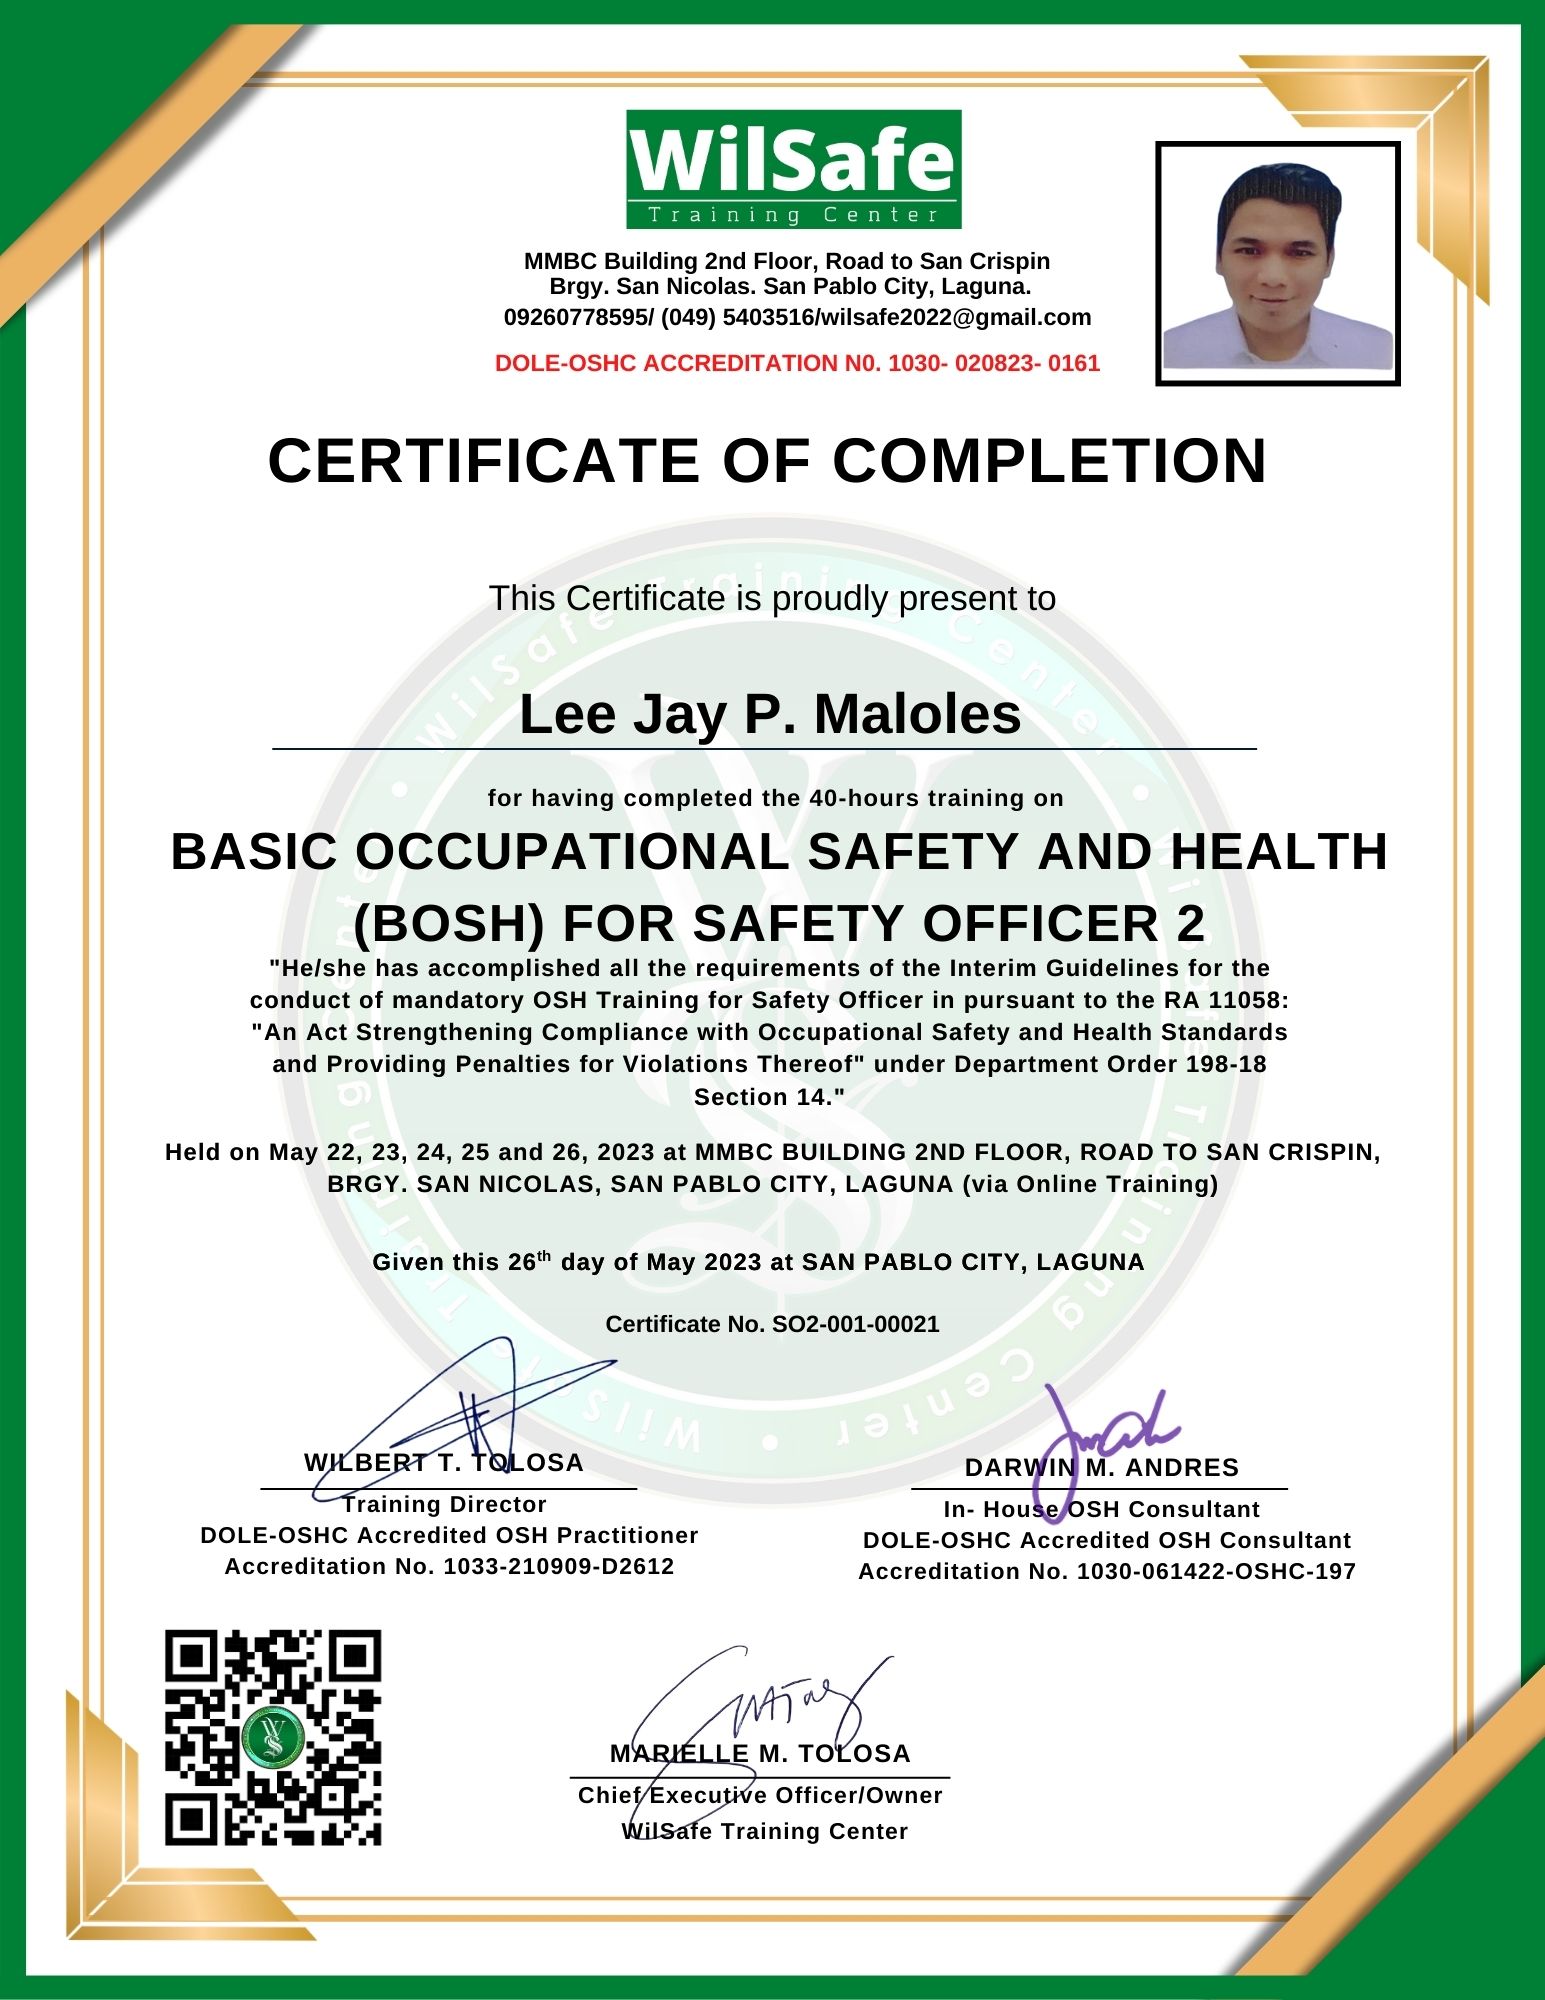 WilSafe
Training Center
MMBC Building 2nd Floor, Road to San Crispin
Brgy. San Nicolas. San Pablo City, Laguna.
09260778595/ (049) 5403516/wilsafe2022@gmail.com
DOLE-OSHC ACCREDITATION N0. 1030- 020823- 0161
CERTIFICATE OF COMPLETION
This Certificate is proudly present to
Lee Jay P. Maloles
for having completed the 40-hours training on
BASIC OCCUPATIONAL SAFETY AND HEALTH
(BOSH) FOR SAFETY OFFICER 2
"He/she has accomplished all the requirements of the Interim Guidelines for the
conduct of mandatory OSH Training for Safety Officer in pursuant to the RA 11058:
"An Act Strengthening Compliance with Occupational Safety and Health Standards
and Providing Penalties for Violations Thereof" under Department Order 198-18
Section 14."
Held on May 22, 23, 24, 25 and 26, 2023 at MMBC BUILDING 2ND FLOOR, ROAD TO SAN CRISPIN,
BRGY. SAN NICOLAS, SAN PABLO CITY, LAGUNA (via Online Training)
Given this 26th day of May 2023 at SAN PABLO CITY, LAGUNA
Certificate No. SO2-001-00021
WILBERT T. TOLOSA
Training Director
DOLE-OSHC Accredited OSH Practitioner
Accreditation No. 1033-210909-D2612
DARWIN M. ANDRES
In- House OSH Consultant
DOLE-OSHC Accredited OSH Consultant
Accreditation No. 1030-061422-OSHC-197
MARIELLE M. TOLOSA
Chief Executive Officer/Owner
WilSafe Training Center
WilSafe Training Center • WilSafe Training Center • WilSafe Training Center •